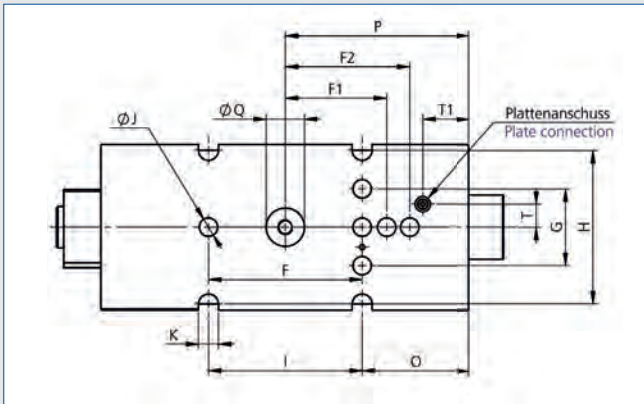 P
F2
F1
T1
ØJ
ØQ
Plattenanschuss
Plate connection
T
G
H
F
K
I
O